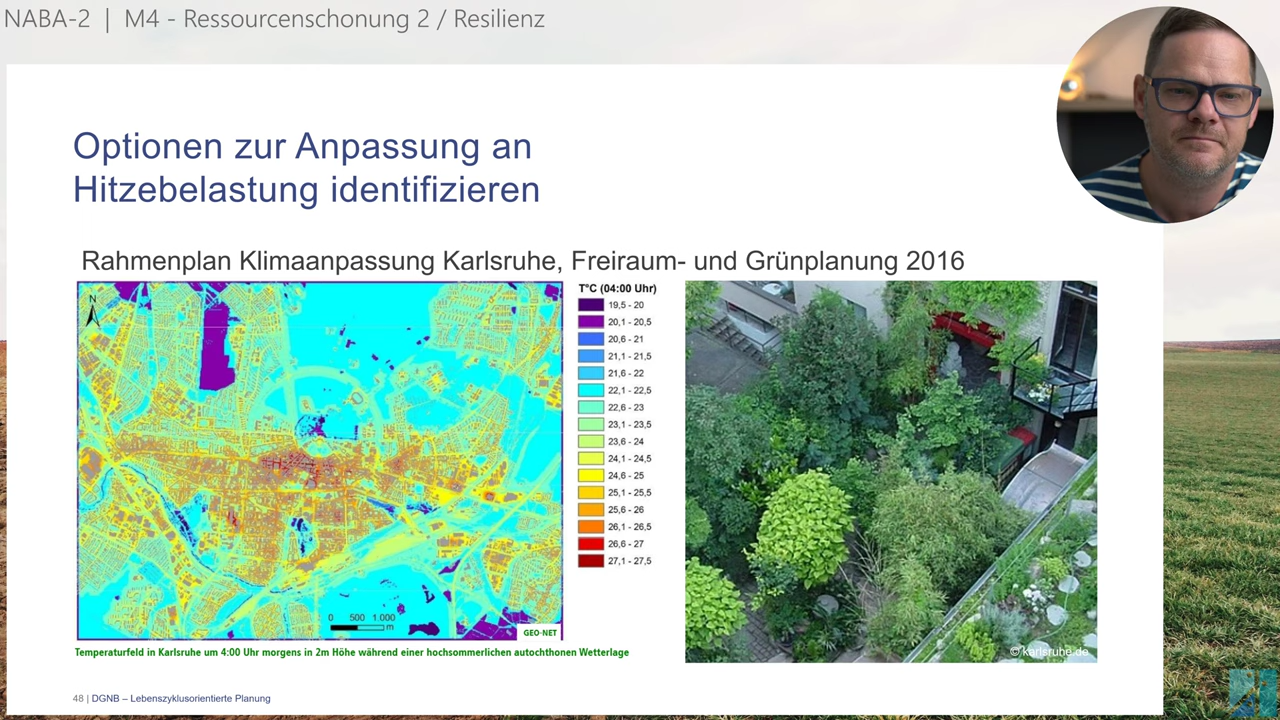 NABA-2 | M4 - Ressourcenschonung 2 / Resilienz
Optionen zur Anpassung an
Hitzebelastung identifizieren
Rahmenplan Klimaanpassung Karlsruhe, Freiraum- und Grünplanung 2016
N
T°C (04:00 Uhr)
19,5 - 20
20,1 - 20,5
20,6 - 21
21,1 - 21,5
21,6 - 22
22,1 - 22,5
22,6 - 23
23,1 - 23,5
23,6 - 24
24,1 - 24,5
24,6 - 25
25,1 - 25,5
25,6 - 26
26,1 - 26,5
26,6 - 27
27,1 - 27,5
0 500 1.000
m
GEO-NET
© karlsruhe.de
Temperaturfeld in Karlsruhe um 4:00 Uhr morgens in 2m Höhe während einer hochsommerlichen autochthonen Wetterlage
48 | DGNB – Lebenszyklusorientierte Planung